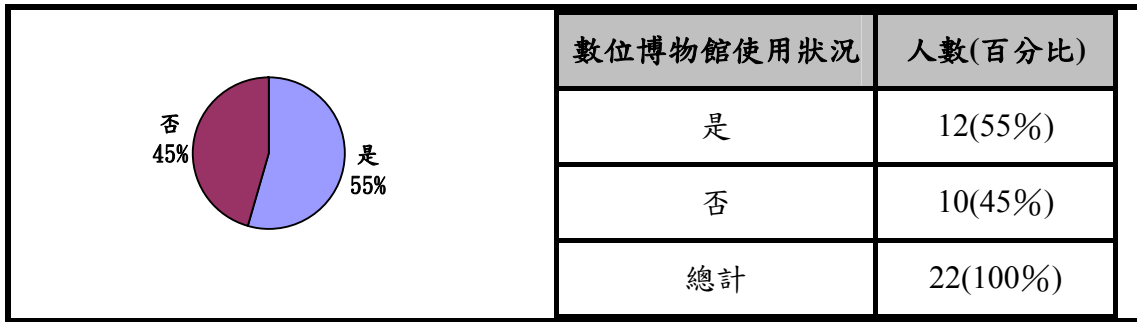 否
45%
是
55%
數位博物館使用狀況 人數(百分比)
是 12(55%)
否 10(45%)
總計 22(100%)